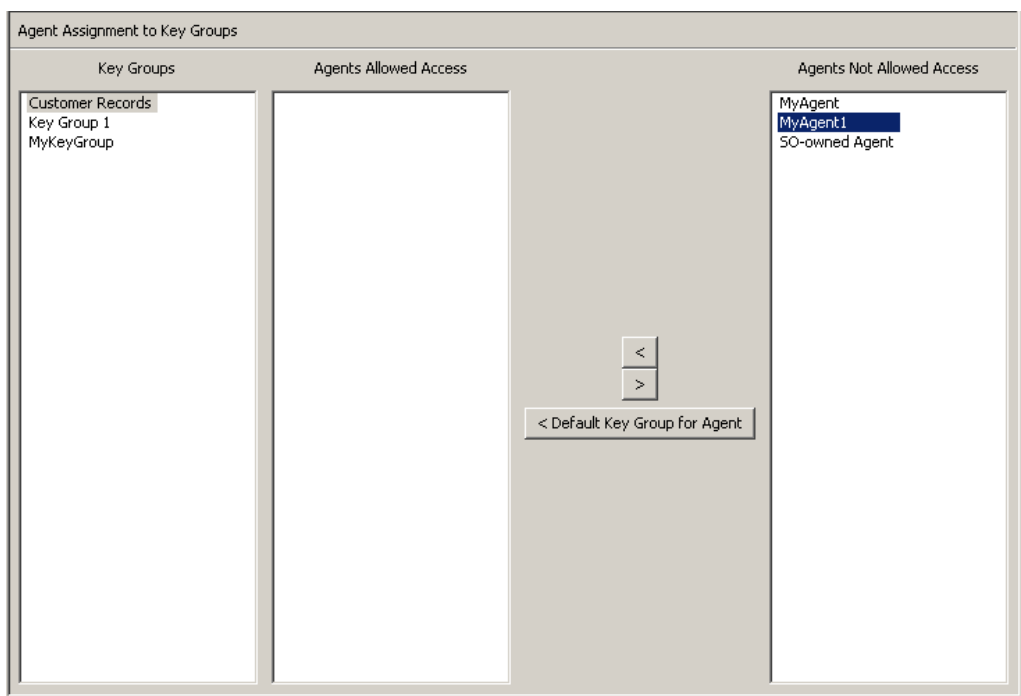 Agent Assignment to Key Groups
Key Groups
Agents Allowed Access
Agents Not Allowed Access
Customer Records
Key Group 1
MyKeyGroup
MyAgent
MyAgent1
SO-owned Agent
<
>
< Default Key Group for Agent